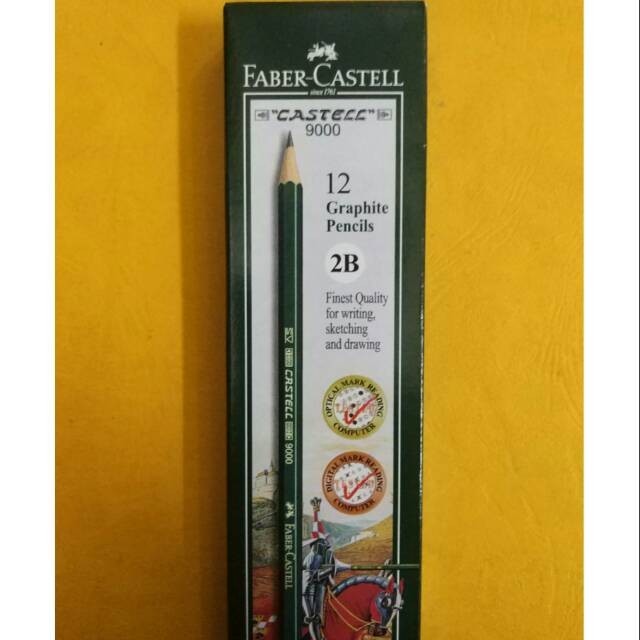 FABER-CASTELL
since 1761
"CASTELL"
9000
12
Graphite
Pencils
2B
Finest Quality
for writing,
sketching
and drawing
CASTELL 9000
FABER-CASTELL
OPTICAL MARK READING
COMPUTER
DIGITAL MARK READING
COMPUTER